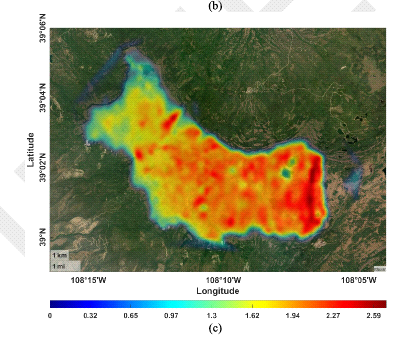 (b)
39°06'N
39°04'N
39°02'N
39°N
Latitude
1 km
1 mi
108°15'W 108°10'W 108°05'W
Longitude
0 0.32 0.65 0.97 1.3 1.62 1.94 2.27 2.59
(c)